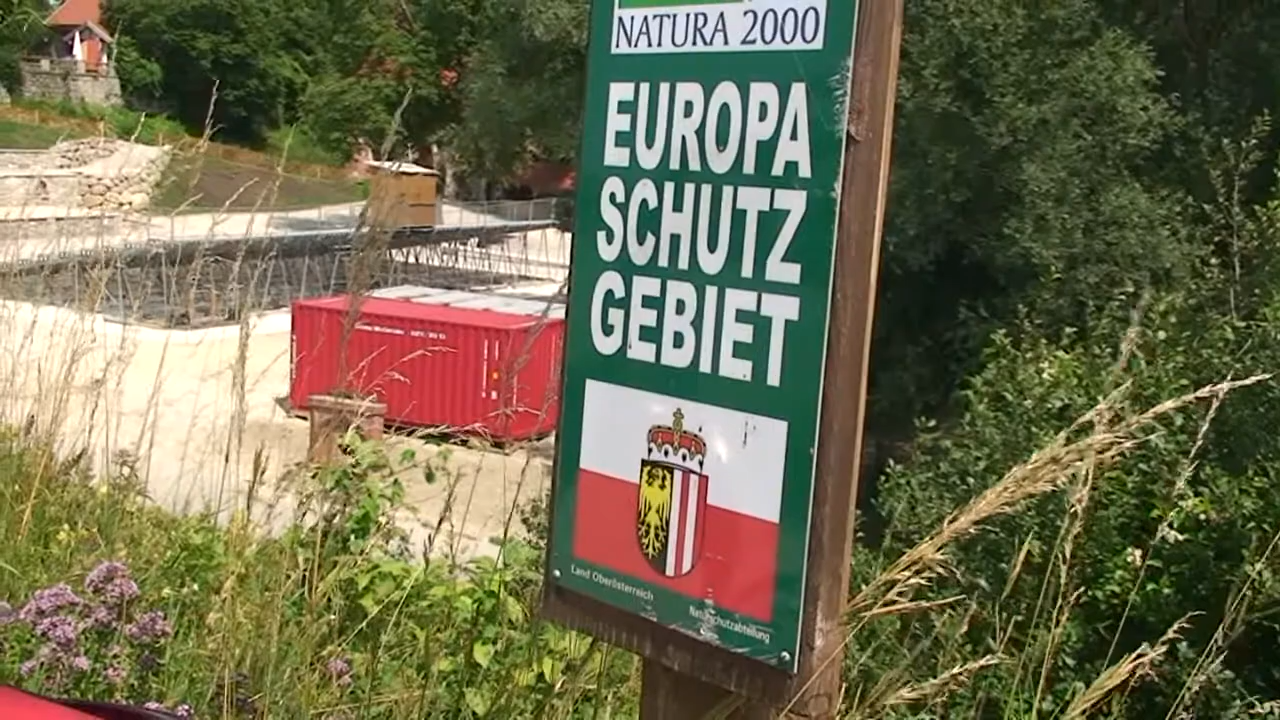 NATURA 2000
EUROPA
SCHUTZ
GEBIET
Land Oberösterreich
Naturschutzabteilung